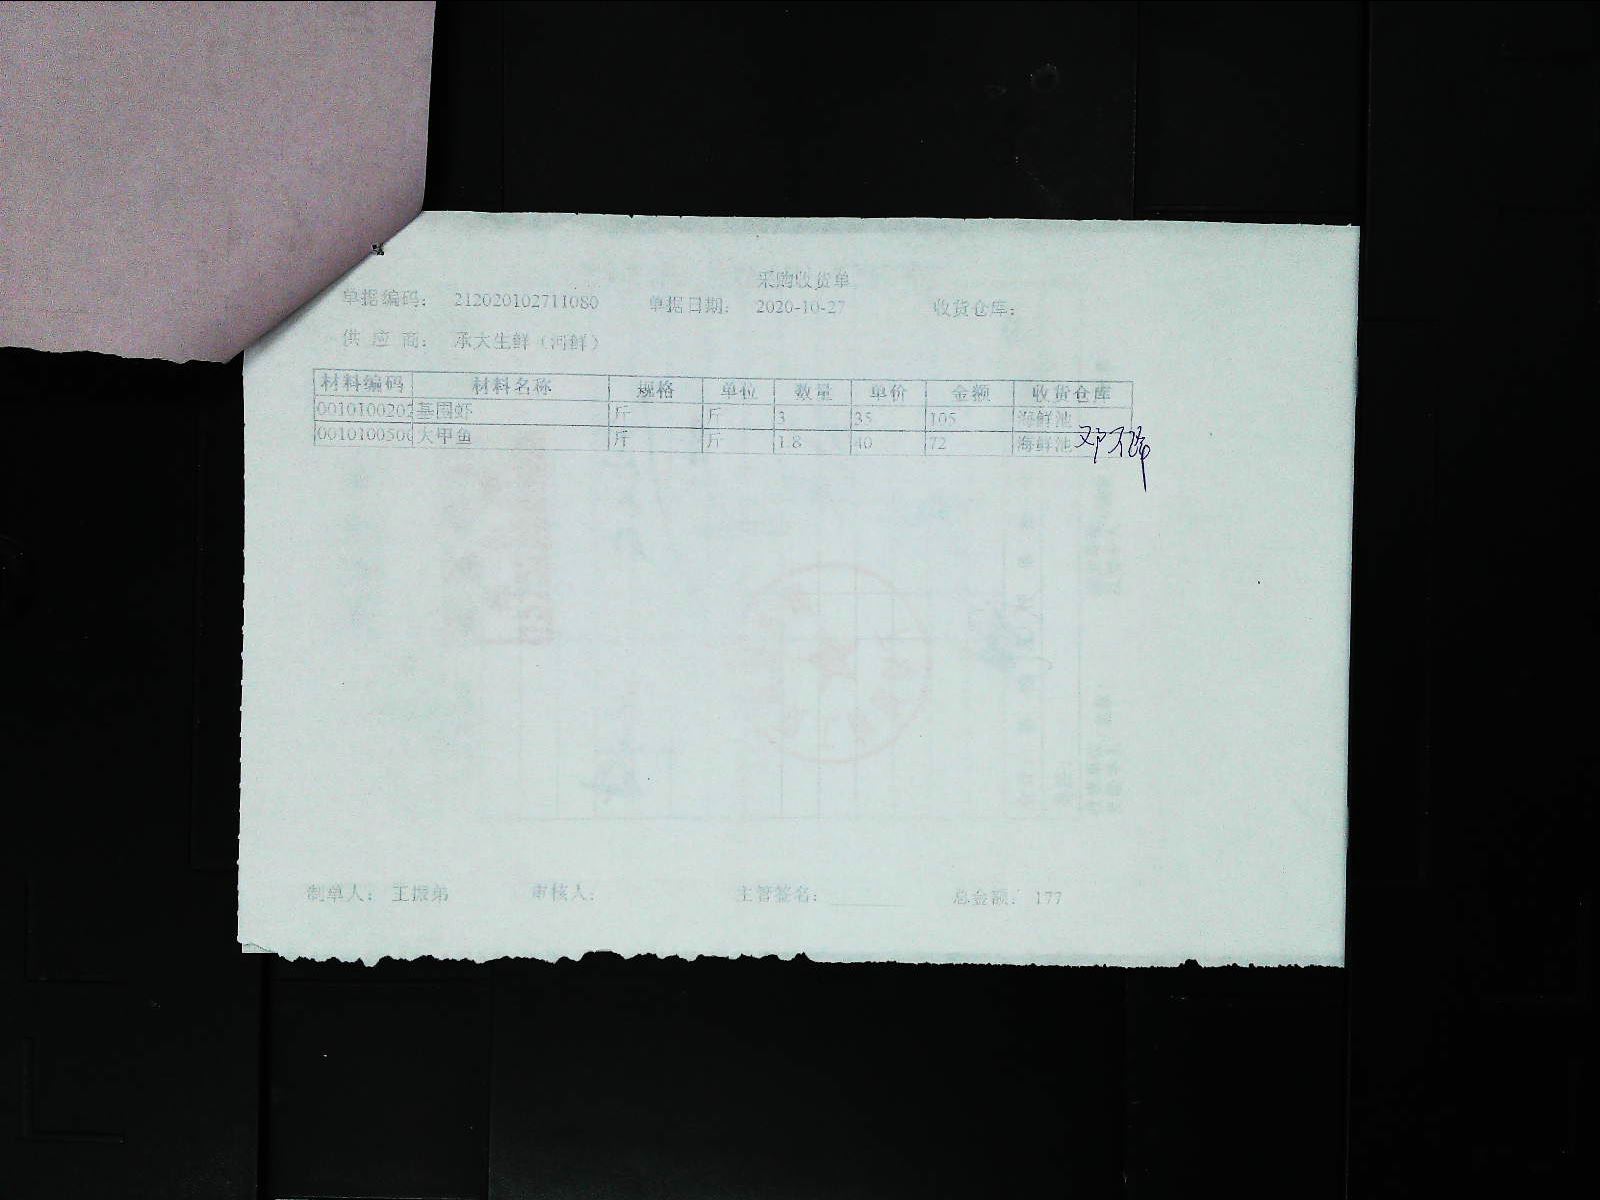 采购收货单
单据编码： 212020102711080 单据日期： 2020-10-27 收货仓库：
供 应 商： 承大生鲜（河鲜）
材料编码 材料名称 规格 单位 数量 单价 金额 收货仓库
0010100202 基围虾 斤 斤 3 35 105 海鲜池
001010050 大甲鱼 斤 斤 1.8 40 72 海鲜池
制单人： 王振弟 审核人： 主管签名： 总金额： 177